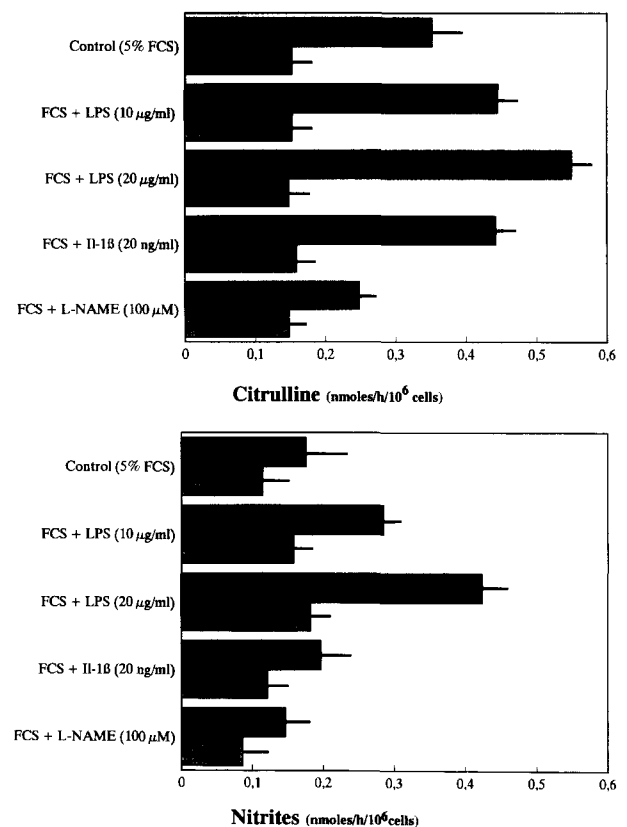 Control (5% FCS)
FCS + LPS (10 μg/ml)
FCS + LPS (20 μg/ml)
FCS + Il-1ß (20 ng/ml)
FCS + L-NAME (100 μM)
0 0,1 0,2 0,3 0,4 0,5 0,6
Citrulline (nmoles/h/10⁶ cells)
Control (5% FCS)
FCS + LPS (10 μg/ml)
FCS + LPS (20 μg/ml)
FCS + Il-1ß (20 ng/ml)
FCS + L-NAME (100 μM)
0 0,1 0,2 0,3 0,4 0,5 0,6
Nitrites (nmoles/h/10⁶cells)